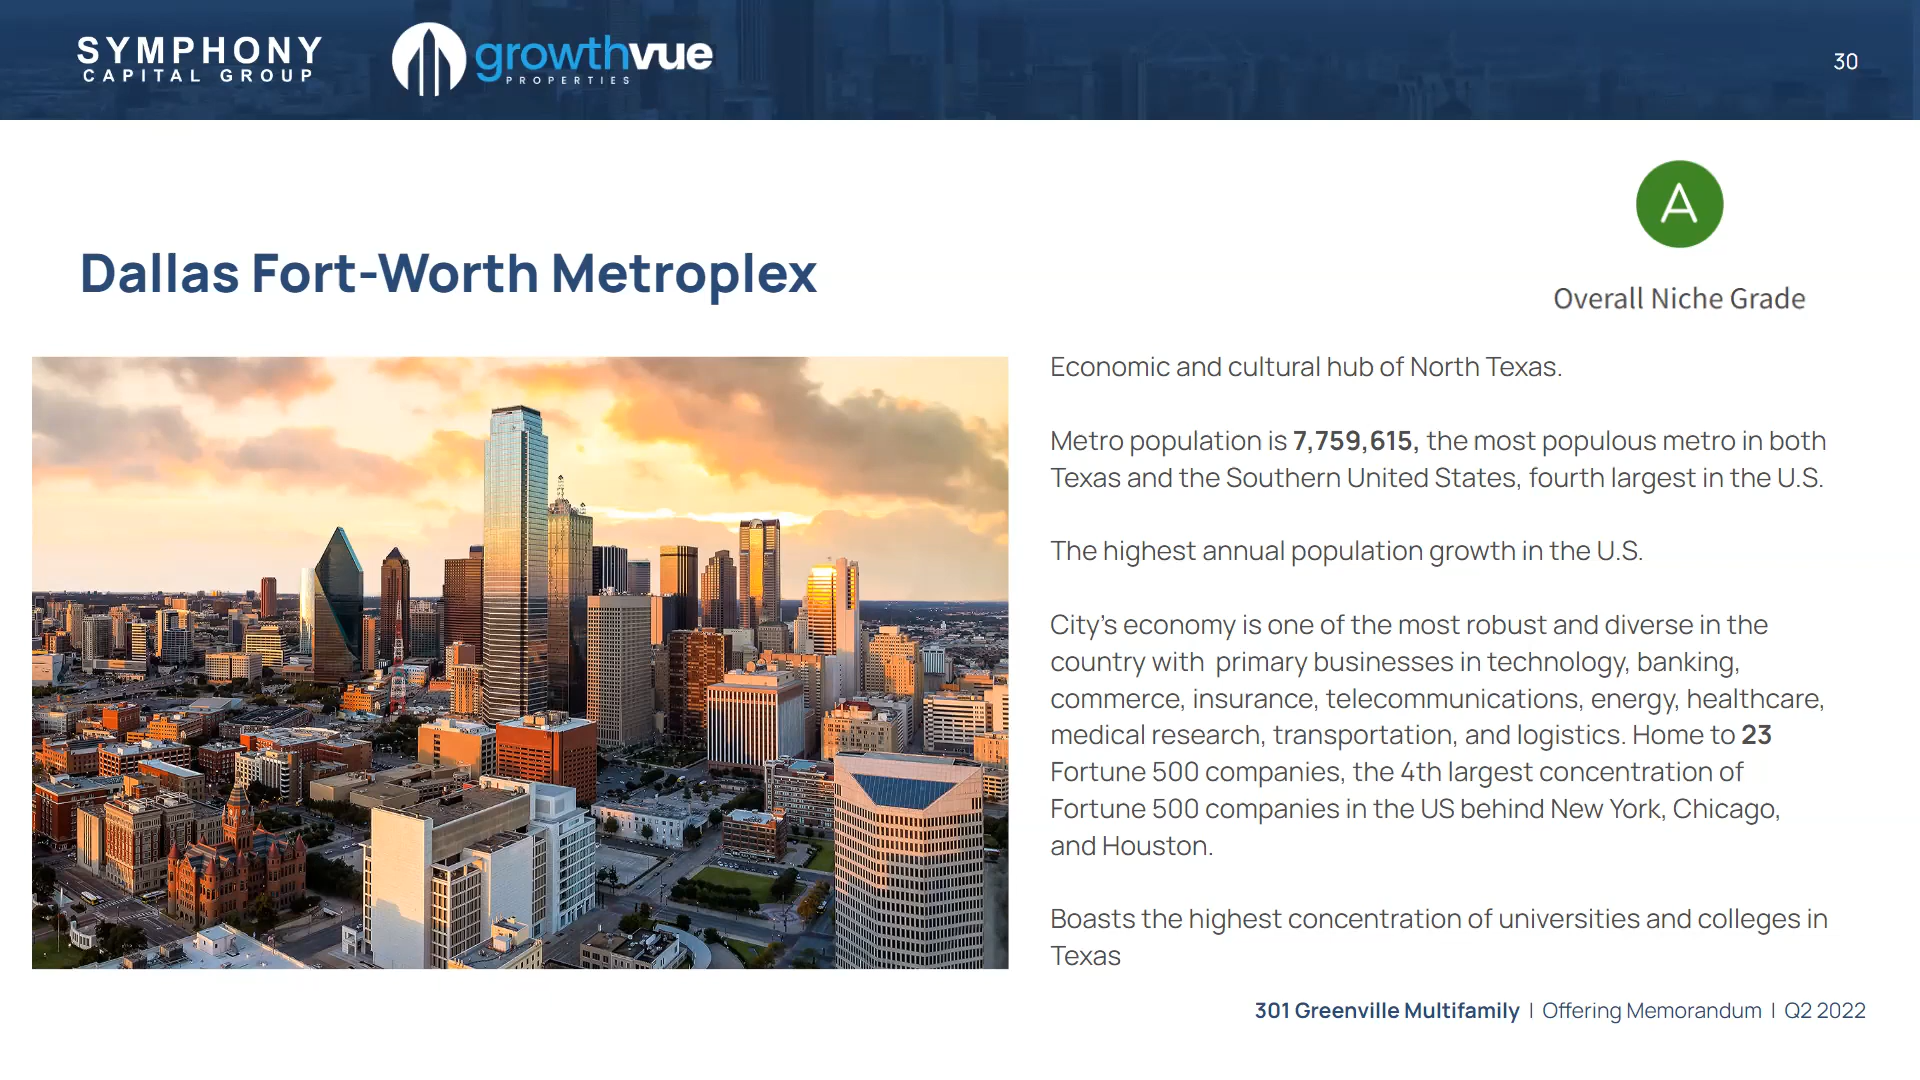 SYMPHONY
CAPITAL GROUP
growthvue
PROPERTIES
30
A
Overall Niche Grade
Dallas Fort-Worth Metroplex
Economic and cultural hub of North Texas.
Metro population is 7,759,615, the most populous metro in both
Texas and the Southern United States, fourth largest in the U.S.
The highest annual population growth in the U.S.
City’s economy is one of the most robust and diverse in the
country with  primary businesses in technology, banking,
commerce, insurance, telecommunications, energy, healthcare,
medical research, transportation, and logistics. Home to 23
Fortune 500 companies, the 4th largest concentration of
Fortune 500 companies in the US behind New York, Chicago,
and Houston.
Boasts the highest concentration of universities and colleges in
Texas
301 Greenville Multifamily | Offering Memorandum | Q2 2022